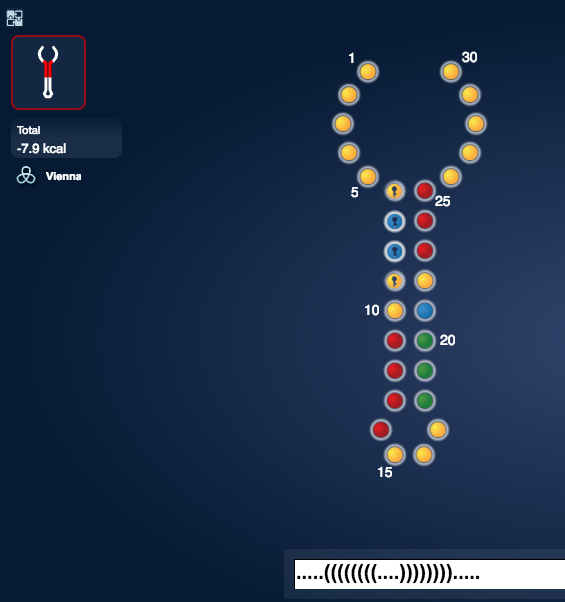 1
30
Total
-7.9 kcal
Vienna
5
25
10
20
15
.....((((((((....)))))))).....